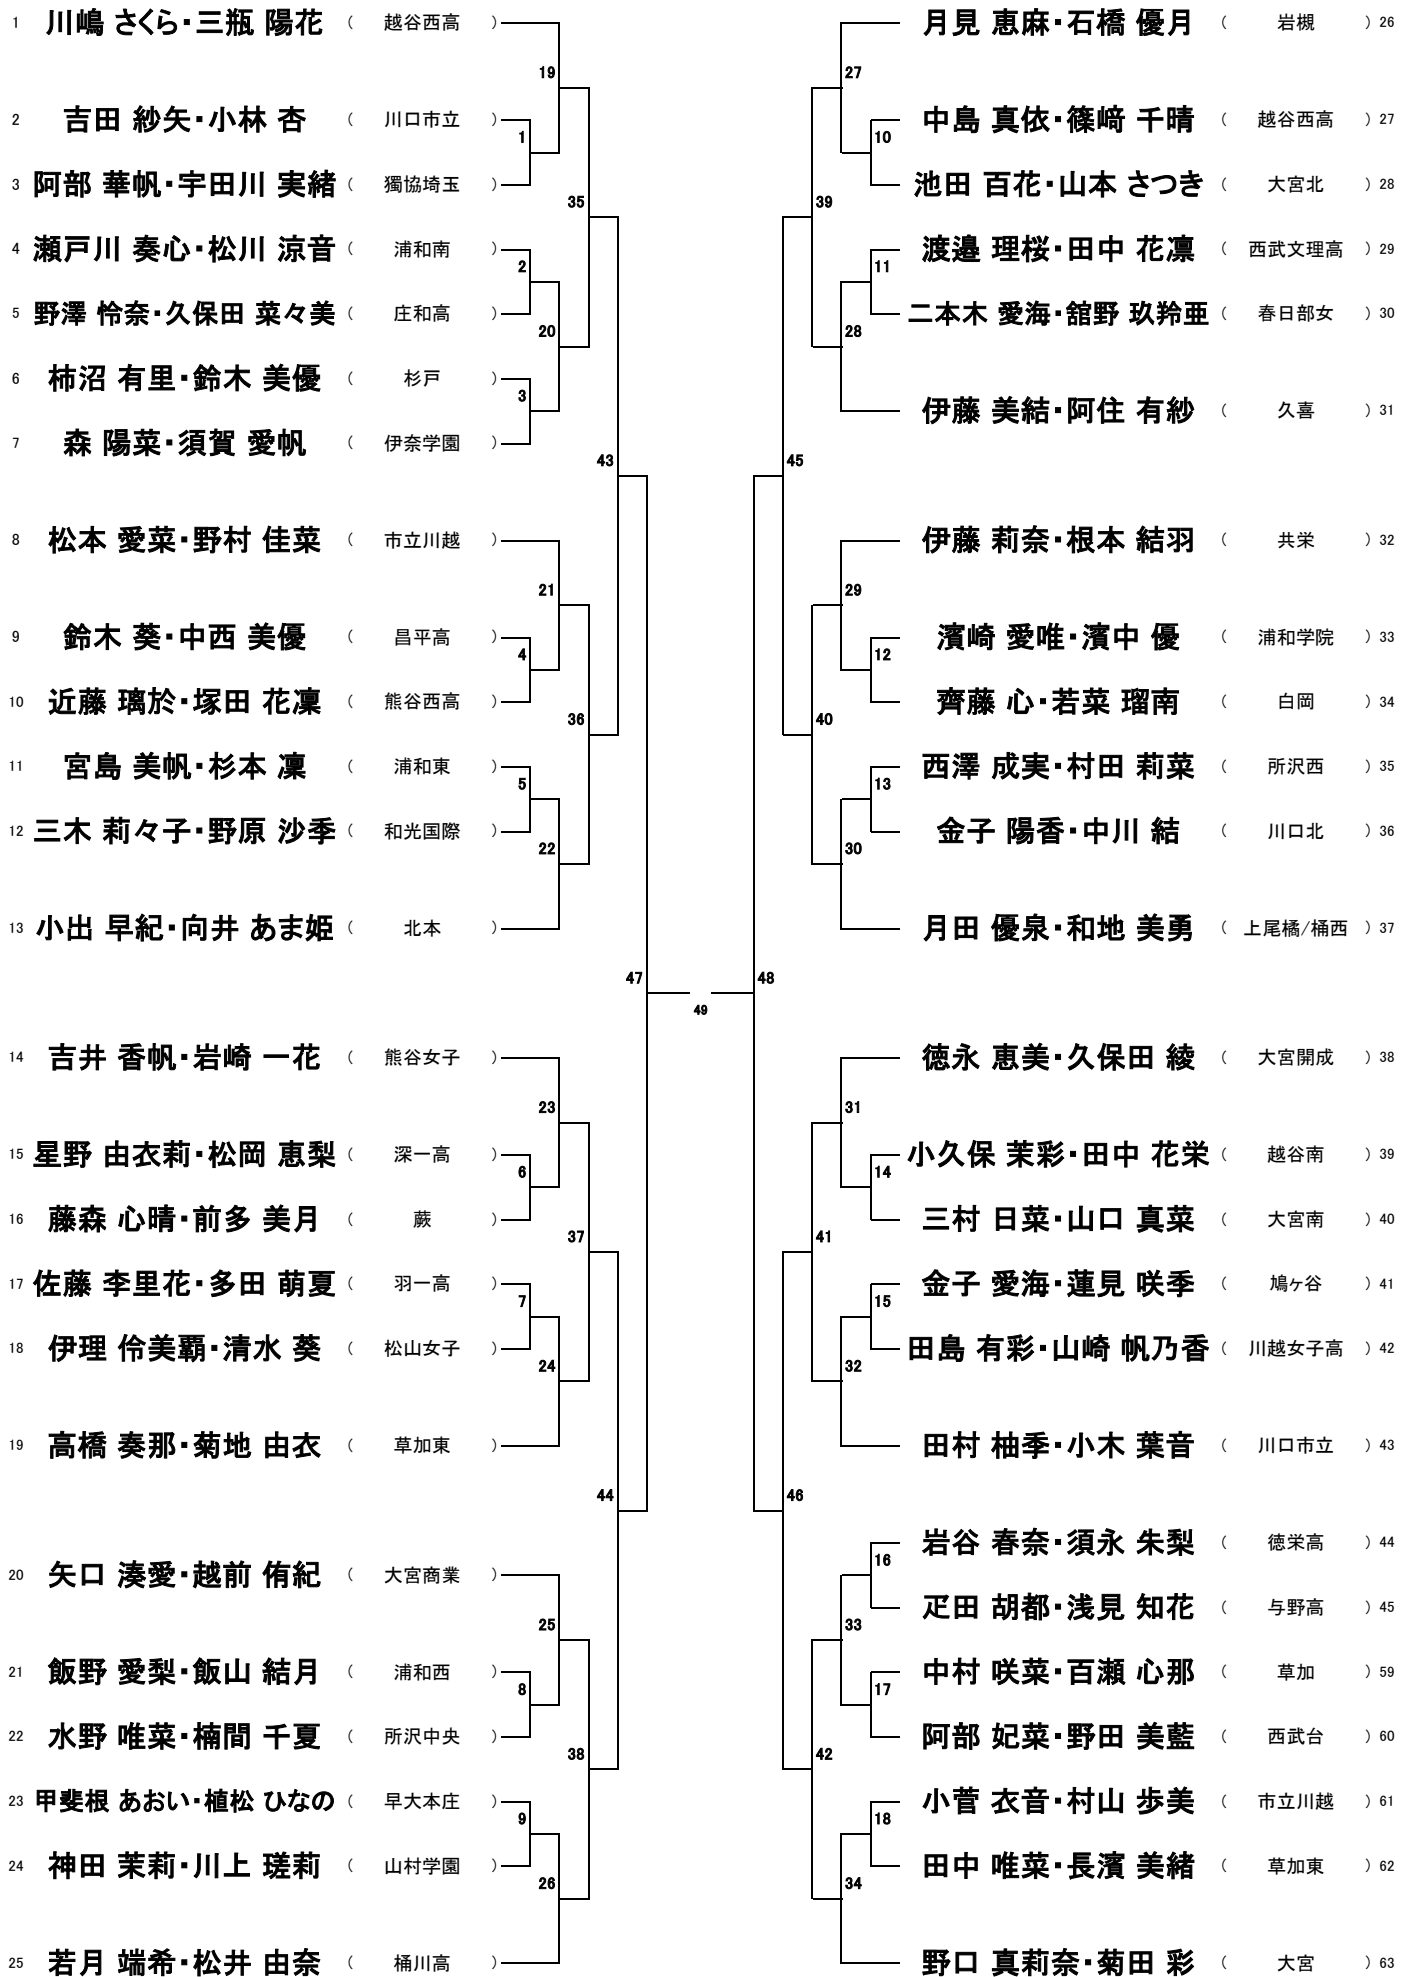 1 川嶋 さくら・三瓶 陽花 （ 越谷西高 ）
19
2 吉田 紗矢・小林 杏 （ 川口市立 ）
1
3 阿部 華帆・宇田川 実緒 （ 獨協埼玉 ）
35
4 瀬戸川 奏心・松川 涼音 （ 浦和南 ）
2
5 野澤 怜奈・久保田 菜々美 （ 庄和高 ）
20
6 柿沼 有里・鈴木 美優 （ 杉戸 ）
3
7 森 陽菜・須賀 愛帆 （ 伊奈学園 ）
43
8 松本 愛菜・野村 佳菜 （ 市立川越 ）
21
9 鈴木 葵・中西 美優 （ 昌平高 ）
4
10 近藤 璃於・塚田 花凜 （ 熊谷西高 ）
36
11 宮島 美帆・杉本 凜 （ 浦和東 ）
5
12 三木 莉々子・野原 沙季 （ 和光国際 ）
22
13 小出 早紀・向井 あま姫 （ 北本 ）
47
14 吉井 香帆・岩崎 一花 （ 熊谷女子 ）
23
15 星野 由衣莉・松岡 恵梨 （ 深一高 ）
6
16 藤森 心晴・前多 美月 （ 蕨 ）
37
17 佐藤 李里花・多田 萌夏 （ 羽一高 ）
7
18 伊理 伶美覇・清水 葵 （ 松山女子 ）
24
19 高橋 奏那・菊地 由衣 （ 草加東 ）
44
20 矢口 湊愛・越前 侑紀 （ 大宮商業 ）
25
21 飯野 愛梨・飯山 結月 （ 浦和西 ）
8
22 水野 唯菜・楠間 千夏 （ 所沢中央 ）
38
23 甲斐根 あおい・植松 ひなの （ 早大本庄 ）
9
24 神田 茉莉・川上 瑳莉 （ 山村学園 ）
26
25 若月 端希・松井 由奈 （ 桶川高 ）
49
月見 恵麻・石橋 優月 （ 岩槻 ） 26
27
中島 真依・篠﨑 千晴 （ 越谷西高 ） 27
10
池田 百花・山本 さつき （ 大宮北 ） 28
39
渡邉 理桜・田中 花凛 （ 西武文理高 ） 29
11
二本木 愛海・舘野 玖羚亜 （ 春日部女 ） 30
28
伊藤 美結・阿住 有紗 （ 久喜 ） 31
45
伊藤 莉奈・根本 結羽 （ 共栄 ） 32
29
濱崎 愛唯・濱中 優 （ 浦和学院 ） 33
12
齊藤 心・若菜 瑠南 （ 白岡 ） 34
40
西澤 成実・村田 莉菜 （ 所沢西 ） 35
13
金子 陽香・中川 結 （ 川口北 ） 36
30
月田 優泉・和地 美勇 （ 上尾橘/桶西 ） 37
48
徳永 恵美・久保田 綾 （ 大宮開成 ） 38
31
小久保 茉彩・田中 花栄 （ 越谷南 ） 39
14
三村 日菜・山口 真菜 （ 大宮南 ） 40
41
金子 愛海・蓮見 咲季 （ 鳩ヶ谷 ） 41
15
田島 有彩・山崎 帆乃香 （ 川越女子高 ） 42
32
田村 柚季・小木 葉音 （ 川口市立 ） 43
46
岩谷 春奈・須永 朱梨 （ 徳栄高 ） 44
16
疋田 胡都・浅見 知花 （ 与野高 ） 45
33
中村 咲菜・百瀬 心那 （ 草加 ） 59
17
阿部 妃菜・野田 美藍 （ 西武台 ） 60
42
小菅 衣音・村山 歩美 （ 市立川越 ） 61
18
田中 唯菜・長濱 美緒 （ 草加東 ） 62
34
野口 真莉奈・菊田 彩 （ 大宮 ） 63